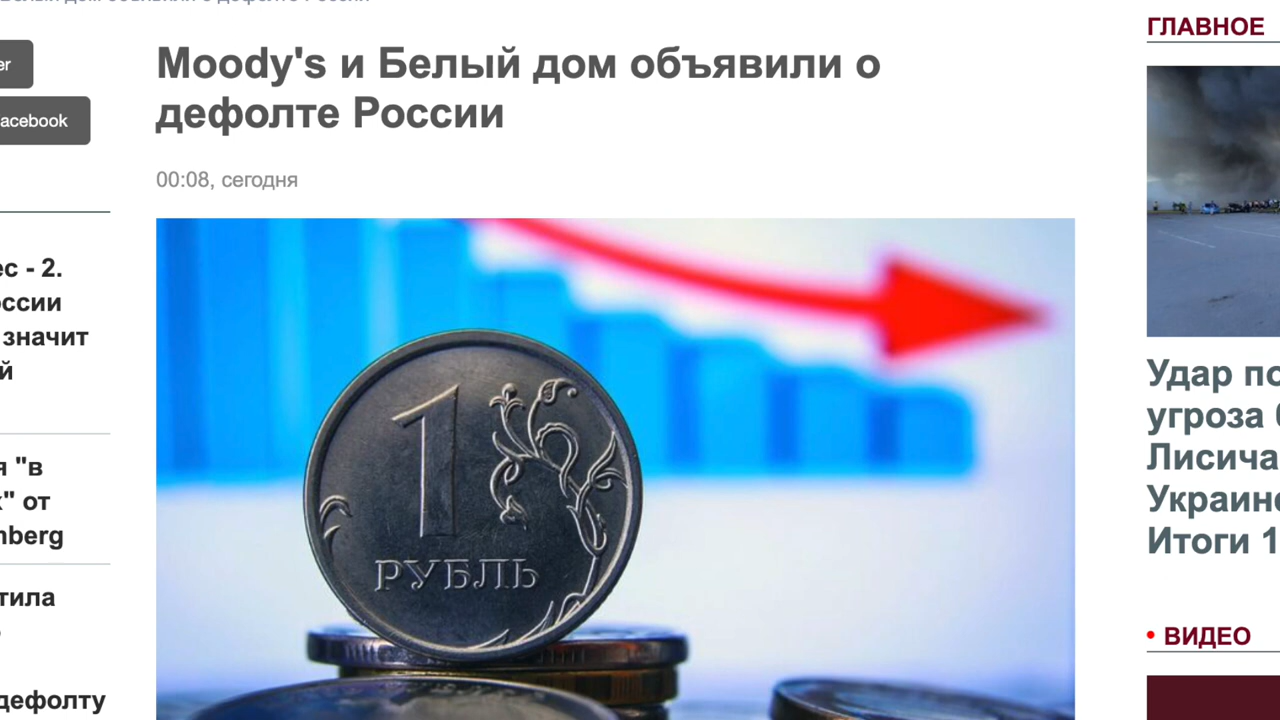 Moody's и Белый дом объявили о
дефолте России
00:08, сегодня
er
acebook
ес - 2.
оссии
значит
й
я "в
" от
mberg
тила
дефолту
1
РУБЛЬ
ГЛАВНОЕ
Удар по
угроза
Лисича
Украине
Итоги 1
• ВИДЕО